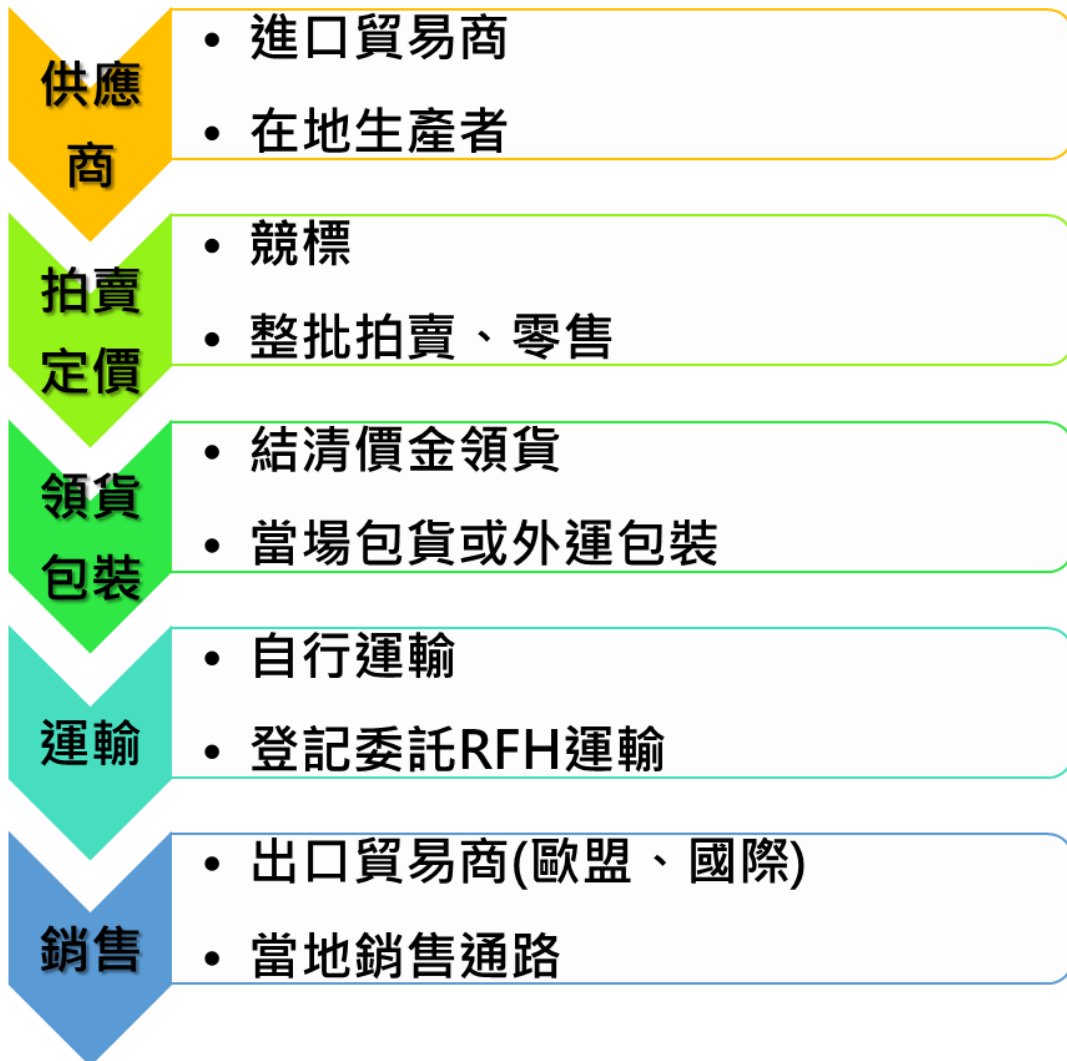 供應
商
• 進口貿易商
• 在地生產者
拍賣
定價
• 競標
• 整批拍賣、零售
領貨
包裝
• 結清價金領貨
• 當場包貨或外運包裝
運輸
• 自行運輸
• 登記委託RFH運輸
銷售
• 出口貿易商(歐盟、國際)
• 當地銷售通路